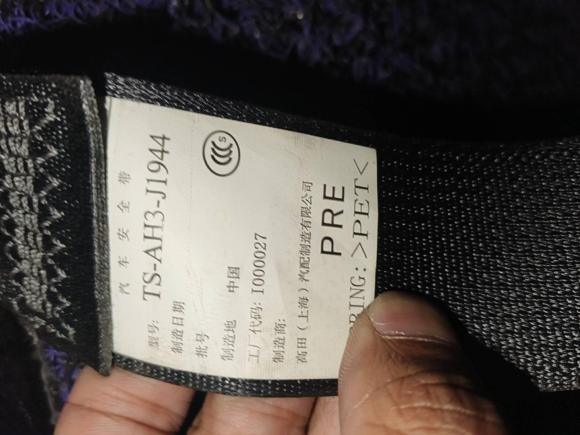 汽车安全带
型号: TS-AH3-J1944
制造日期
批号
制造地 中国
工厂代码: I000027
制造商:
高田（上海）汽配制造有限公司
PRE
RING: >PET<
CCC S